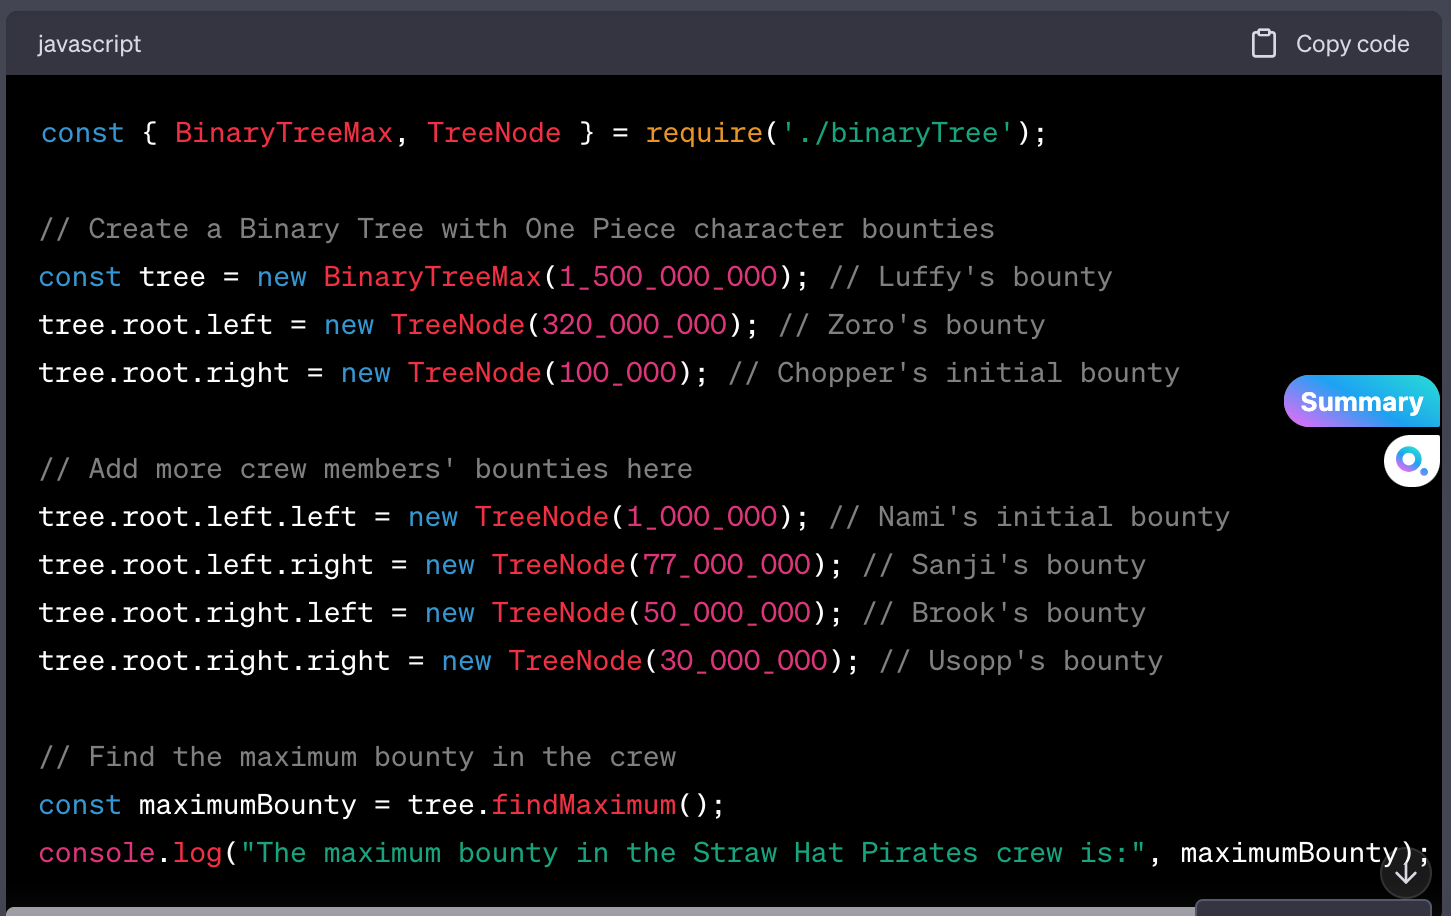 javascript
Copy code
const { BinaryTreeMax, TreeNode } = require('./binaryTree');
// Create a Binary Tree with One Piece character bounties
const tree = new BinaryTreeMax(1_500_000_000); // Luffy's bounty
tree.root.left = new TreeNode(320_000_000); // Zoro's bounty
tree.root.right = new TreeNode(100_000); // Chopper's initial bounty
Summary
// Add more crew members' bounties here
tree.root.left.left = new TreeNode(1_000_000); // Nami's initial bounty
tree.root.left.right = new TreeNode(77_000_000); // Sanji's bounty
tree.root.right.left = new TreeNode(50_000_000); // Brook's bounty
tree.root.right.right = new TreeNode(30_000_000); // Usopp's bounty
// Find the maximum bounty in the crew
const maximumBounty = tree.findMaximum();
console.log("The maximum bounty in the Straw Hat Pirates crew is:", maximumBounty);